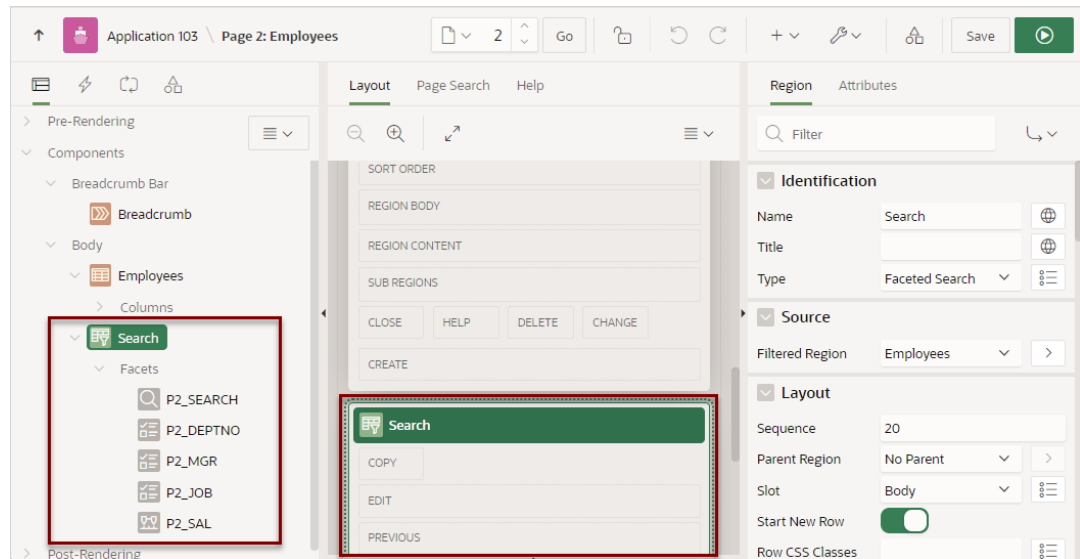 Application 103 \ Page 2: Employees
2
Go
Save
Layout Page Search Help
Region Attributes
Pre-Rendering
Components
Breadcrumb Bar
Breadcrumb
Body
Employees
Columns
Search
Facets
P2_SEARCH
P2_DEPTNO
P2_MGR
P2_JOB
P2_SAL
Post-Rendering
SORT ORDER
REGION BODY
REGION CONTENT
SUB REGIONS
CLOSE HELP DELETE CHANGE
CREATE
Search
COPY
EDIT
PREVIOUS
Filter
Identification
Name Search
Title
Type Faceted Search
Source
Filtered Region Employees
Layout
Sequence 20
Parent Region No Parent
Slot Body
Start New Row
Row CSS Classes